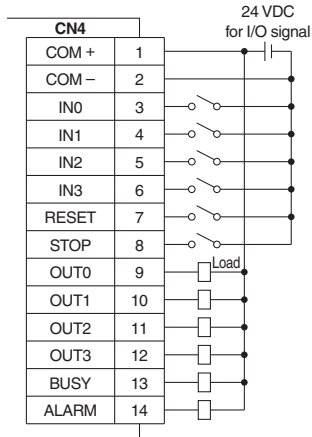 24 VDC
for I/O signal
CN4
COM + 1
COM – 2
IN0 3
IN1 4
IN2 5
IN3 6
RESET 7
STOP 8
OUT0 9 Load
OUT1 10
OUT2 11
OUT3 12
BUSY 13
ALARM 14